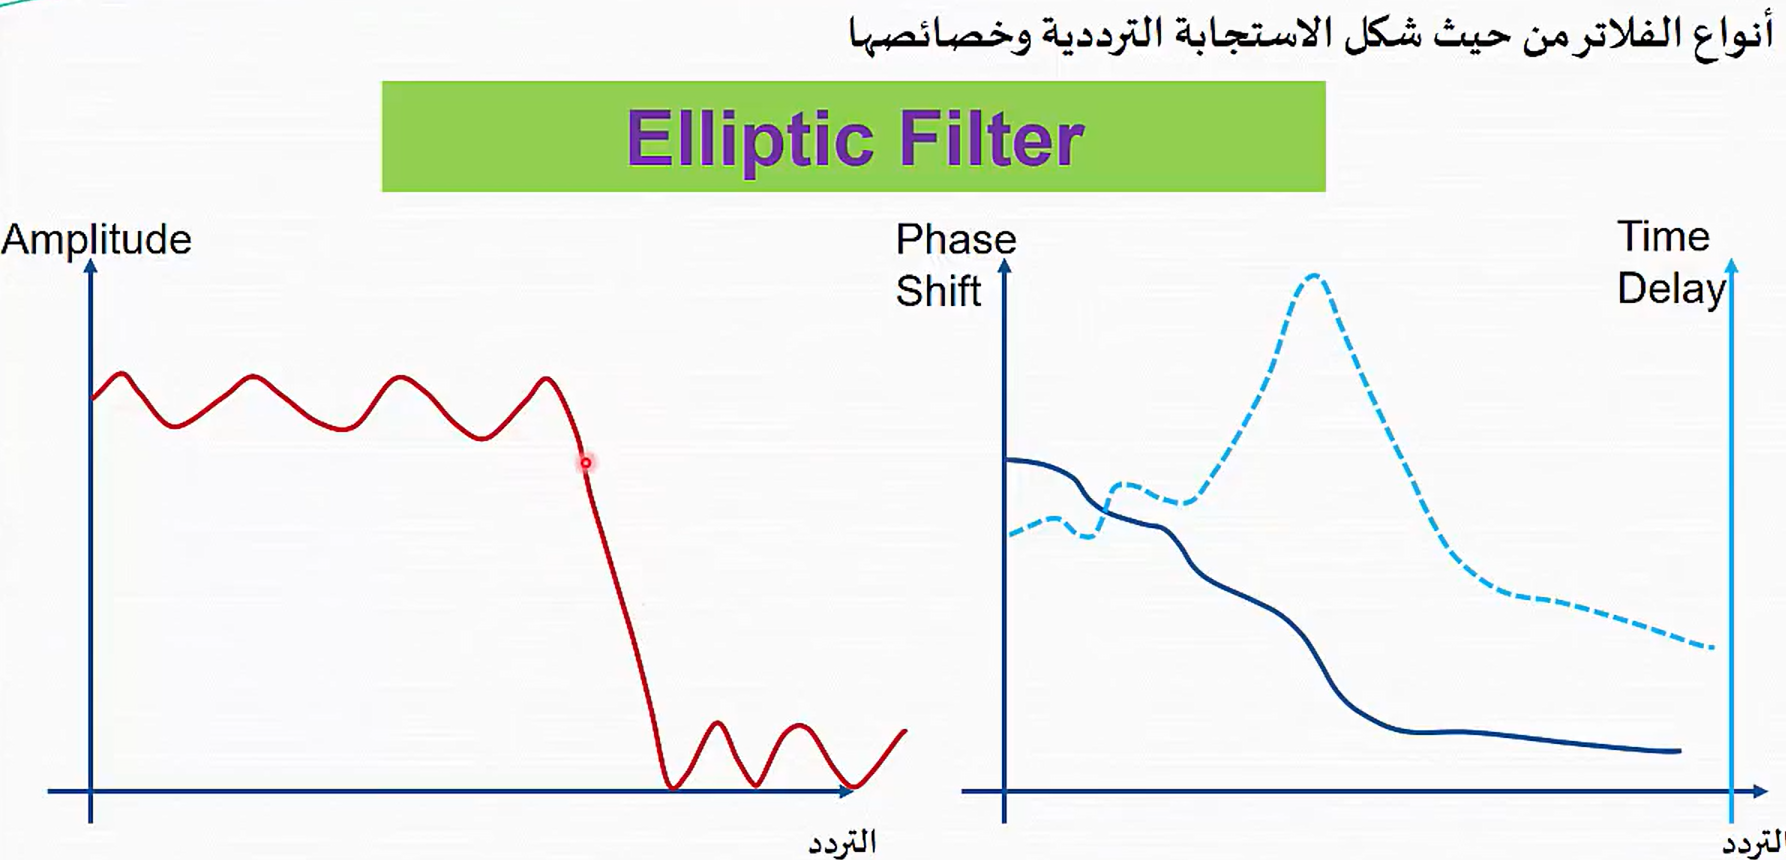 أنواع الفلاتر من حيث شكل الاستجابة الترددية وخصائصها
Elliptic Filter
Amplitude
التردد
Phase
Shift
Time
Delay
التردد